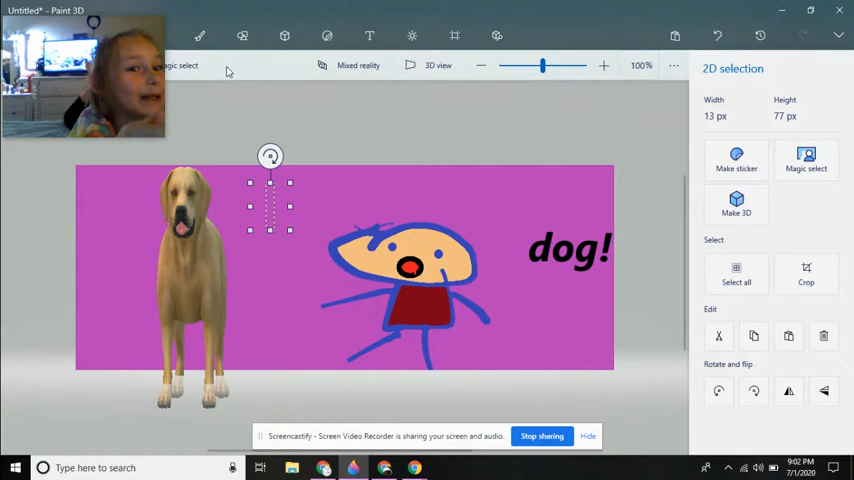 Untitled* - Paint 3D
agic select
Mixed reality
3D view
100%
2D selection
Width
Height
13 px
77 px
Make sticker
Magic select
Make 3D
Select
Select all
Crop
Edit
Rotate and flip
dog!
Screencastify - Screen Video Recorder is sharing your screen and audio.
Stop sharing
Hide
Type here to search
9:02 PM
7/1/2020